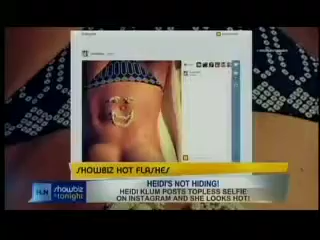 SHOWBIZ HOT FLASHES
HEIDI'S NOT HIDING!
HEIDI KLUM POSTS TOPLESS SELFIE
ON INSTAGRAM AND SHE LOOKS HOT!
HLN
showbiz
tonight